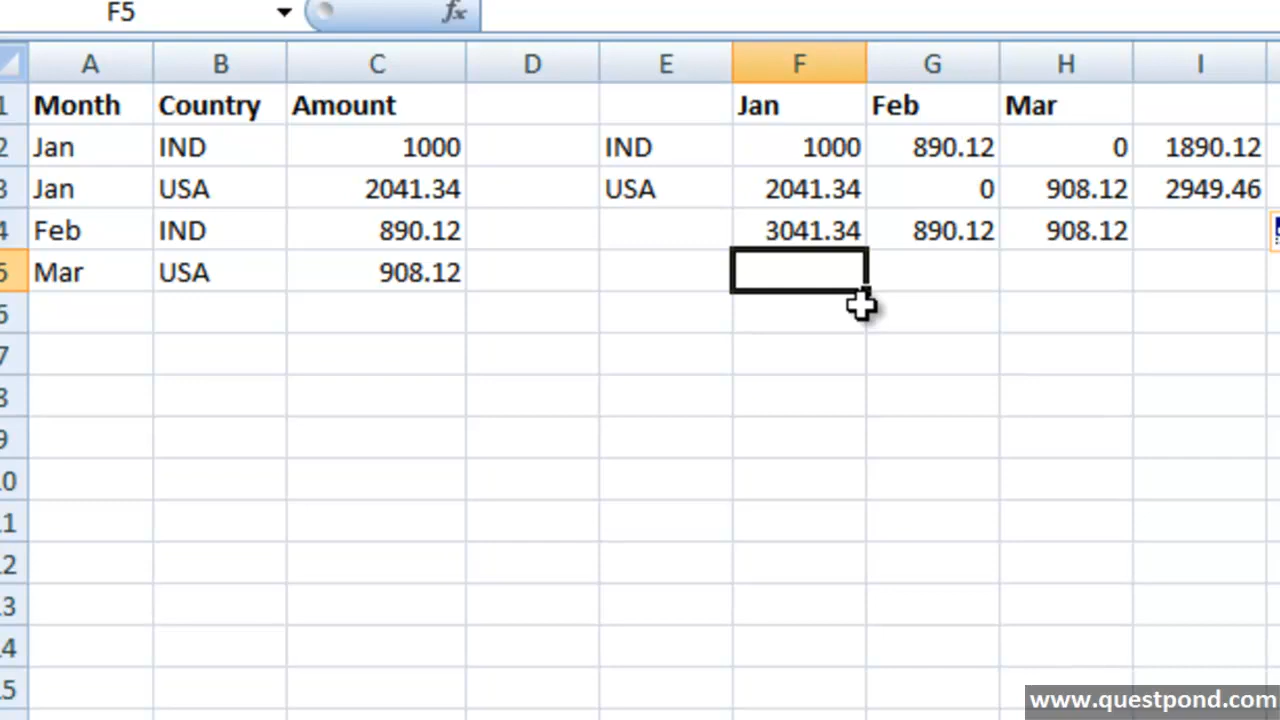 F5 fx
A B C D E F G H I
1 Month Country Amount Jan Feb Mar
2 Jan IND 1000 IND 1000 890.12 0 1890.12
3 Jan USA 2041.34 USA 2041.34 0 908.12 2949.46
4 Feb IND 890.12 3041.34 890.12 908.12
5 Mar USA 908.12
6
7
8
9
10
11
12
13
14
15
www.questpond.com